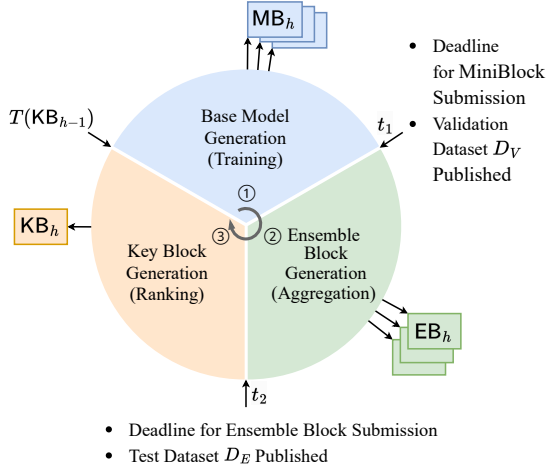 MB_h
• Deadline
for MiniBlock
Submission
• Validation
Dataset D_V
Published
T(KB_{h−1})
t_1
Base Model
Generation
(Training)
①
②
③
Ensemble
Block
Generation
(Aggregation)
Key Block
Generation
(Ranking)
KB_h
EB_h
t_2
• Deadline for Ensemble Block Submission
• Test Dataset D_E Published